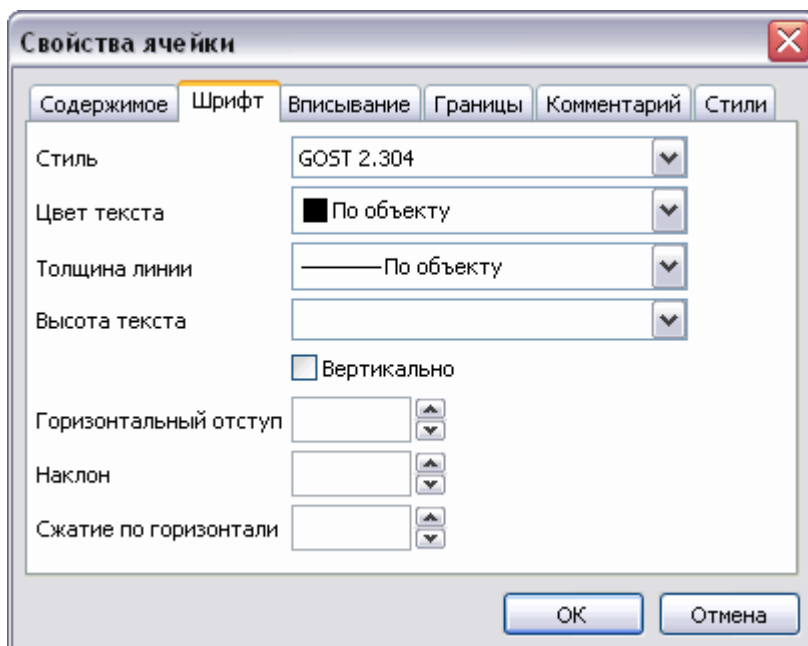 Свойства ячейки
Содержимое Шрифт Вписывание Границы Комментарий Стили
Стиль GOST 2.304
Цвет текста По объекту
Толщина линии По объекту
Высота текста
Вертикально
Горизонтальный отступ
Наклон
Сжатие по горизонтали
ОК Отмена